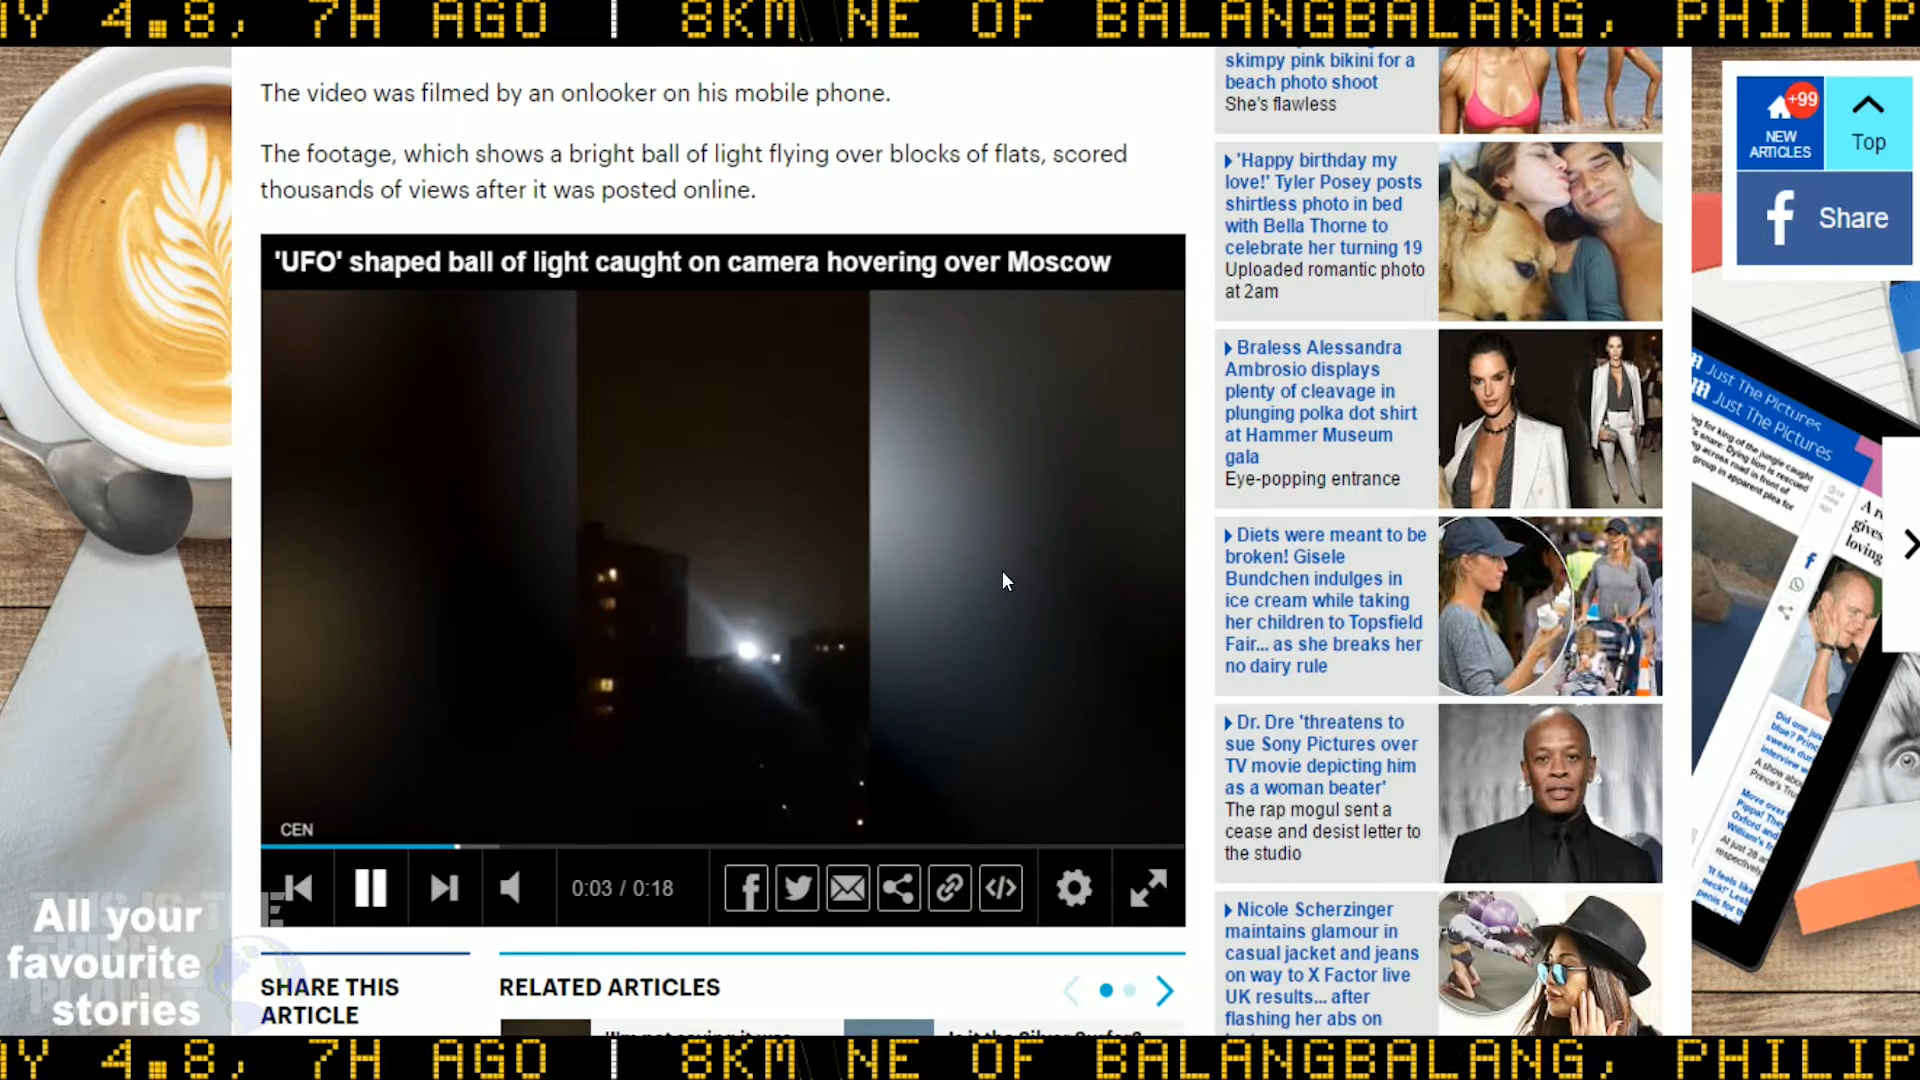 Y 4.8, 7H AGO | 8KM NE OF BALANGBALANG, PHILIP
The video was filmed by an onlooker on his mobile phone.
The footage, which shows a bright ball of light flying over blocks of flats, scored
thousands of views after it was posted online.
'UFO' shaped ball of light caught on camera hovering over Moscow
CEN
0:03 / 0:18
SHARE THIS
ARTICLE
RELATED ARTICLES
skimpy pink bikini for a
beach photo shoot
She's flawless
'Happy birthday my
love!' Tyler Posey posts
shirtless photo in bed
with Bella Thorne to
celebrate her turning 19
Uploaded romantic photo
at 2am
Braless Alessandra
Ambrosio displays
plenty of cleavage in
plunging polka dot shirt
at Hammer Museum
gala
Eye-popping entrance
Diets were meant to be
broken! Gisele
Bundchen indulges in
ice cream while taking
her children to Topsfield
Fair... as she breaks her
no dairy rule
Dr. Dre 'threatens to
sue Sony Pictures over
TV movie depicting him
as a woman beater'
The rap mogul sent a
cease and desist letter to
the studio
Nicole Scherzinger
maintains glamour in
casual jacket and jeans
on way to X Factor live
UK results... after
flashing her abs on
+99
NEW
ARTICLES
Top
Share
Just The Pictures
Just The Pictures
All your
favourite
stories
Y 4.8, 7H AGO | 8KM NE OF BALANGBALANG, PHILIP